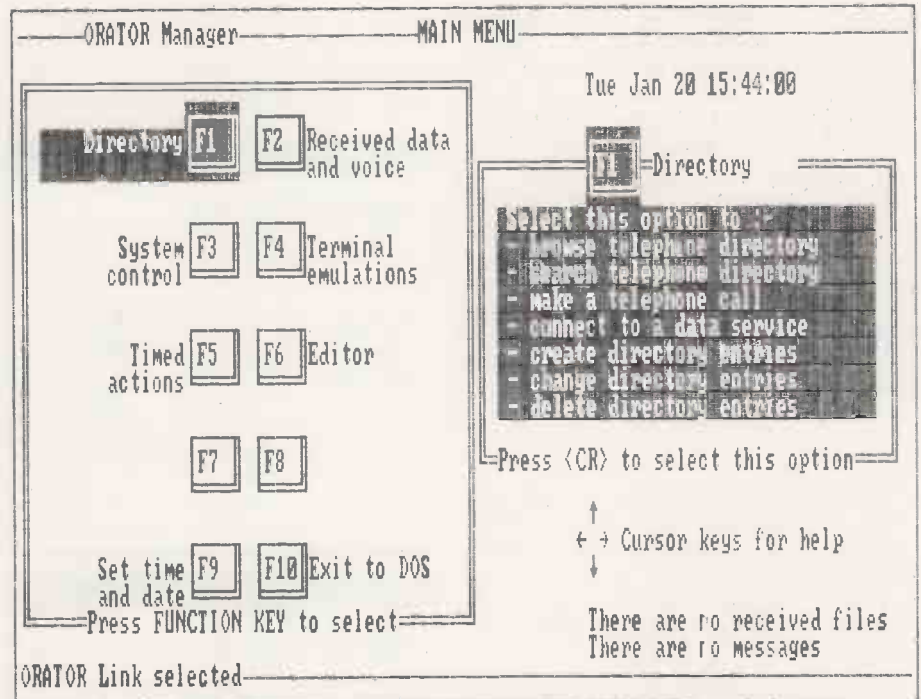 ORATOR Manager MAIN MENU
Tue Jan 20 15:44:00
Directory F1 F2 Received data
and voice
System F3 F4 Terminal
control emulations
Timed F5 F6 Editor
actions
F7 F8
Set time F9 F10 Exit to DOS
and date
Press FUNCTION KEY to select
F1 Directory
Select this option to -
- browse telephone directory
- Search telephone directory
- make a telephone call
- connect to a data service
- create directory entries
- change directory entries
- delete directory entries
Press <CR> to select this option
↑
← → Cursor keys for help
↓
There are no received files
There are no messages
ORATOR Link selected